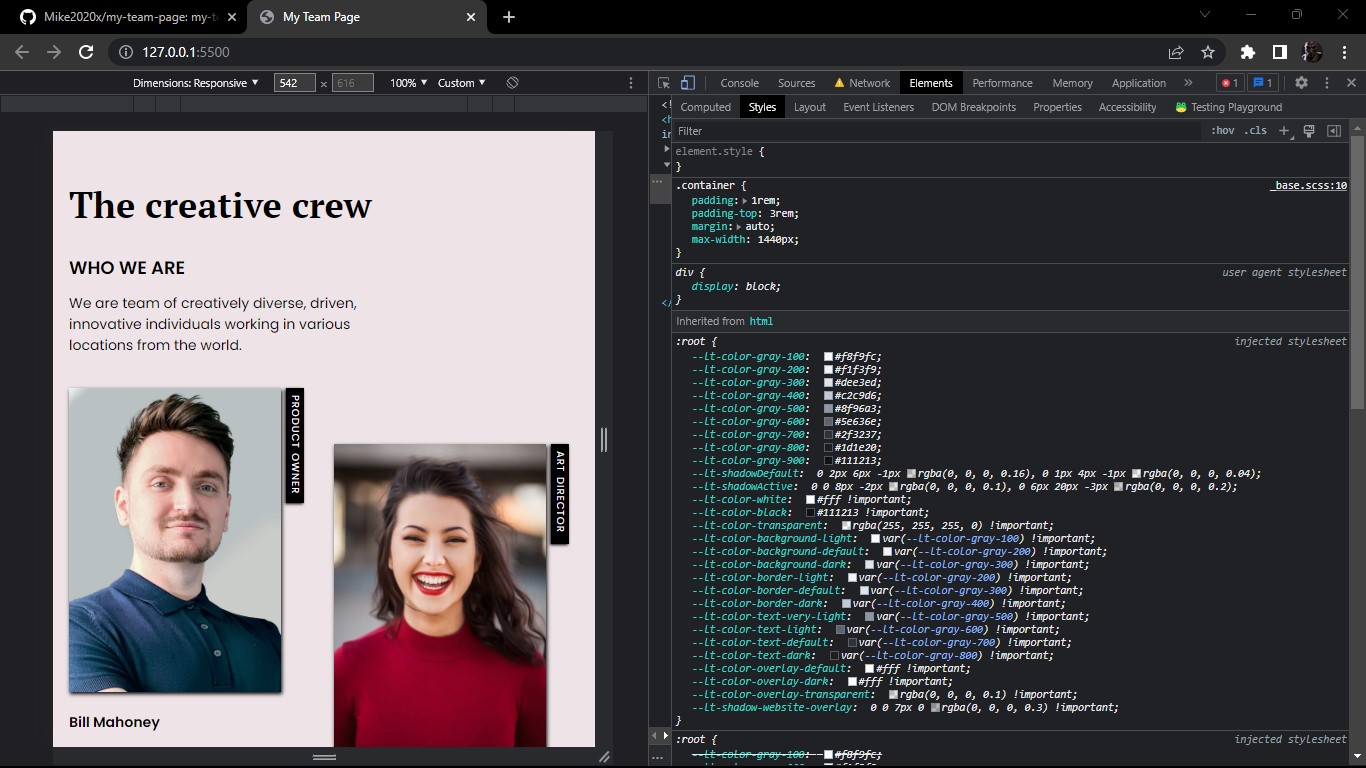 Mike2020x/my-team-page: my-t
My Team Page
127.0.0.1:5500
Dimensions: Responsive 542 × 616 100% Custom
Console Sources Network Elements Performance Memory Application » 1 1
Computed Styles Layout Event Listeners DOM Breakpoints Properties Accessibility Testing Playground
Filter :hov .cls
element.style {
}
.container { _base.scss:10
padding: 1rem;
padding-top: 3rem;
margin: auto;
max-width: 1440px;
}
div { user agent stylesheet
display: block;
}
Inherited from html
:root { injected stylesheet
--lt-color-gray-100: #f8f9fc;
--lt-color-gray-200: #f1f3f9;
--lt-color-gray-300: #dee3ed;
--lt-color-gray-400: #c2c9d6;
--lt-color-gray-500: #8f96a3;
--lt-color-gray-600: #5e636e;
--lt-color-gray-700: #2f3237;
--lt-color-gray-800: #1d1e20;
--lt-color-gray-900: #111213;
--lt-shadowDefault: 0 2px 6px -1px rgba(0, 0, 0, 0.16), 0 1px 4px -1px rgba(0, 0, 0, 0.04);
--lt-shadowActive: 0 0 8px -2px rgba(0, 0, 0, 0.1), 0 6px 20px -3px rgba(0, 0, 0, 0.2);
--lt-color-white: #fff !important;
--lt-color-black: #111213 !important;
--lt-color-transparent: rgba(255, 255, 255, 0) !important;
--lt-color-background-light: var(--lt-color-gray-100) !important;
--lt-color-background-default: var(--lt-color-gray-200) !important;
--lt-color-background-dark: var(--lt-color-gray-300) !important;
--lt-color-border-light: var(--lt-color-gray-200) !important;
--lt-color-border-default: var(--lt-color-gray-300) !important;
--lt-color-border-dark: var(--lt-color-gray-400) !important;
--lt-color-text-very-light: var(--lt-color-gray-500) !important;
--lt-color-text-light: var(--lt-color-gray-600) !important;
--lt-color-text-default: var(--lt-color-gray-700) !important;
--lt-color-text-dark: var(--lt-color-gray-800) !important;
--lt-color-overlay-default: #fff !important;
--lt-color-overlay-dark: #fff !important;
--lt-color-overlay-transparent: rgba(0, 0, 0, 0.1) !important;
--lt-shadow-website-overlay: 0 0 7px 0 rgba(0, 0, 0, 0.3) !important;
}
:root { injected stylesheet
--lt-color-gray-100: #f8f9fc;
The creative crew
WHO WE ARE
We are team of creatively diverse, driven,
innovative individuals working in various
locations from the world.
PRODUCT OWNER
ART DIRECTOR
Bill Mahoney